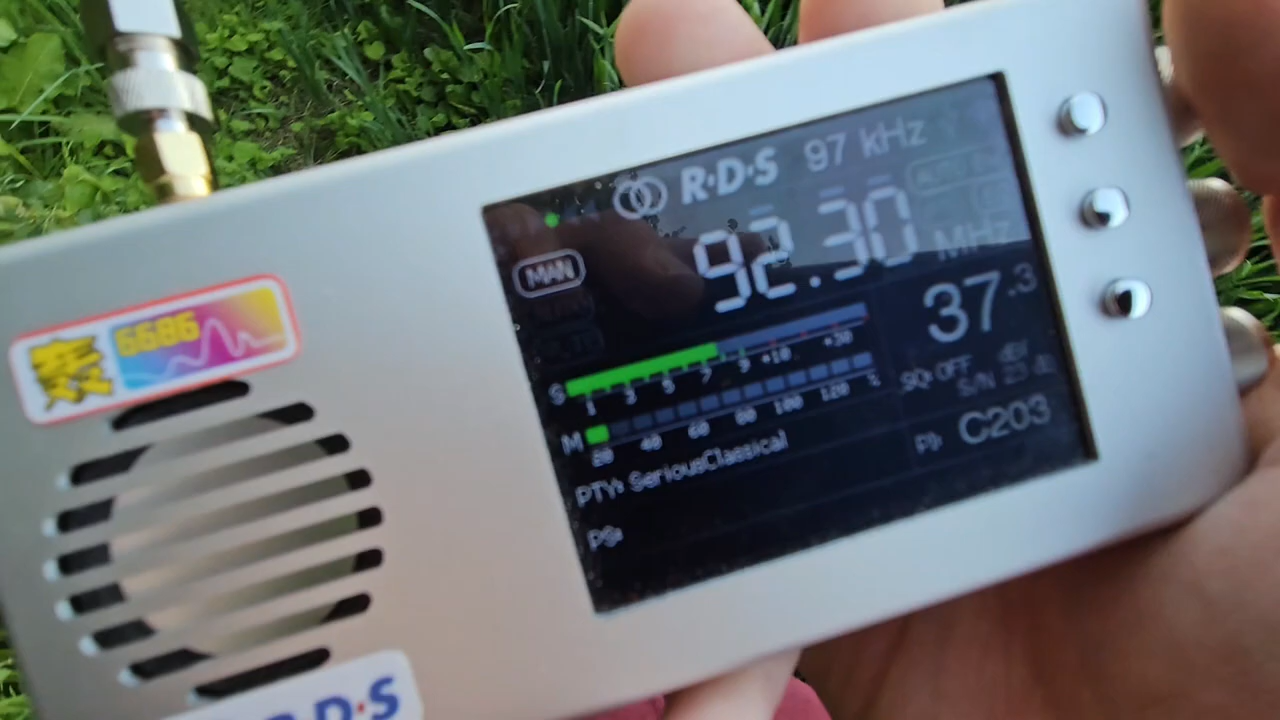 R·D·S 97 kHz
92.30 MHz
MAN
37.3
S 1 3 5 7 9 +10 +30
SQ: OFF
S/N 23
M 20 40 60 80 100 120 %
PI: C203
PTY: SeriousClassical
PS:
6686
R·D·S